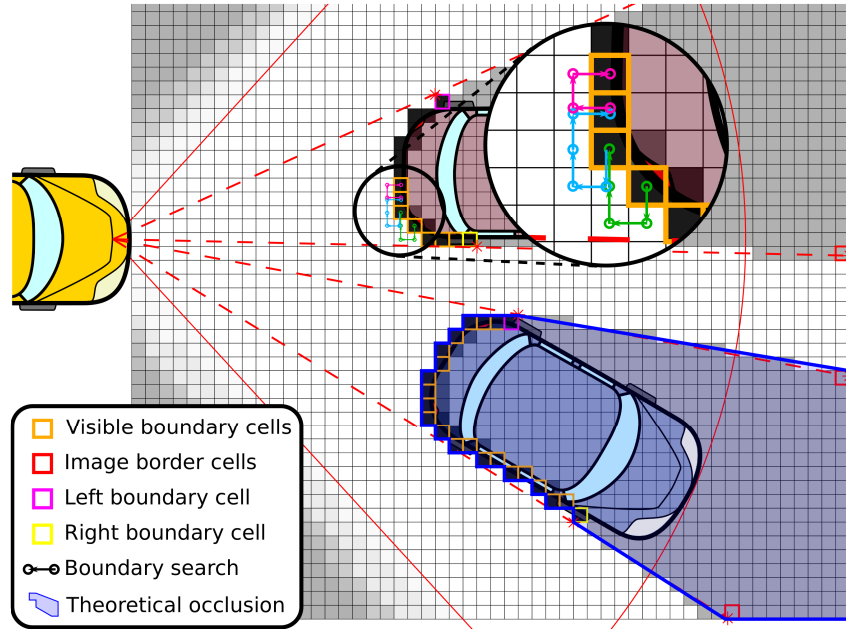 Visible boundary cells
Image border cells
Left boundary cell
Right boundary cell
Boundary search
Theoretical occlusion